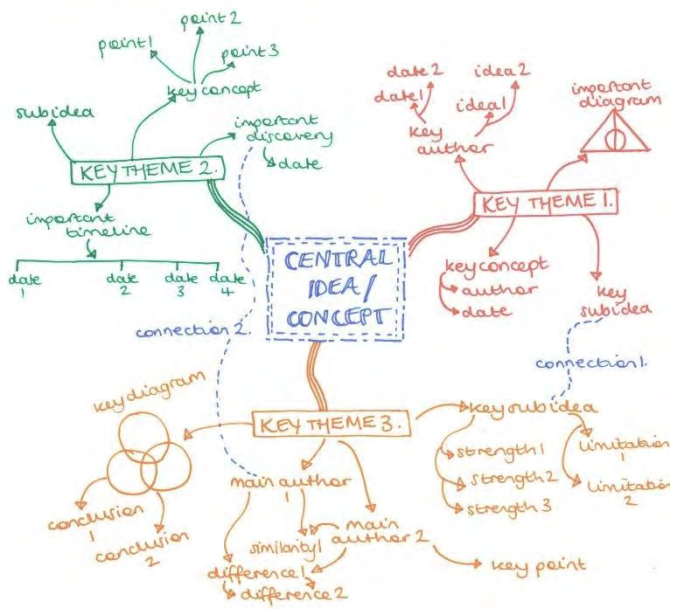 CENTRAL
IDEA/
CONCEPT
KEY THEME 1.
key
author
date1
date 2
idea1
idea 2
important
diagram
key concept
author
date
key
subidea
connection 1.
KEY THEME 2.
subidea
key concept
point 1
point 2
point 3
important
discovery
date
important
timeline
date
1
date
2
date
3
date
4
connection 2.
KEY THEME 3.
key diagram
conclusion
1
conclusion
2
main author
1
similarity 1
difference 1
difference 2
main
author 2
key point
key subidea
strength 1
strength 2
strength 3
limitation
1
limitation
2